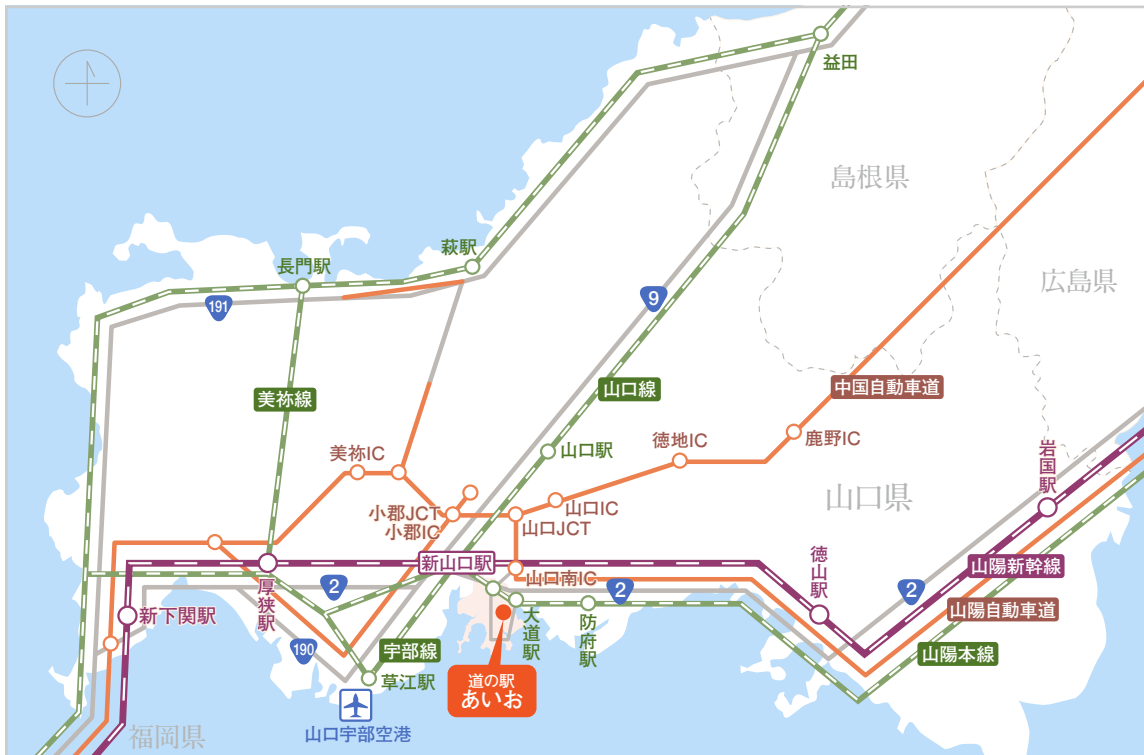 益田
島根県
萩駅
長門駅
広島県
191
9
美祢線
山口線
中国自動車道
徳地IC
鹿野IC
美祢IC
山口駅
岩国駅
山口県
小郡JCT
小郡IC
山口IC
山口JCT
新山口駅
山口南IC
徳山駅
山陽新幹線
厚狭駅
2
2
2
新下関駅
大道駅
防府駅
山陽自動車道
190
宇部線
山陽本線
草江駅
道の駅
あいお
山口宇部空港
福岡県